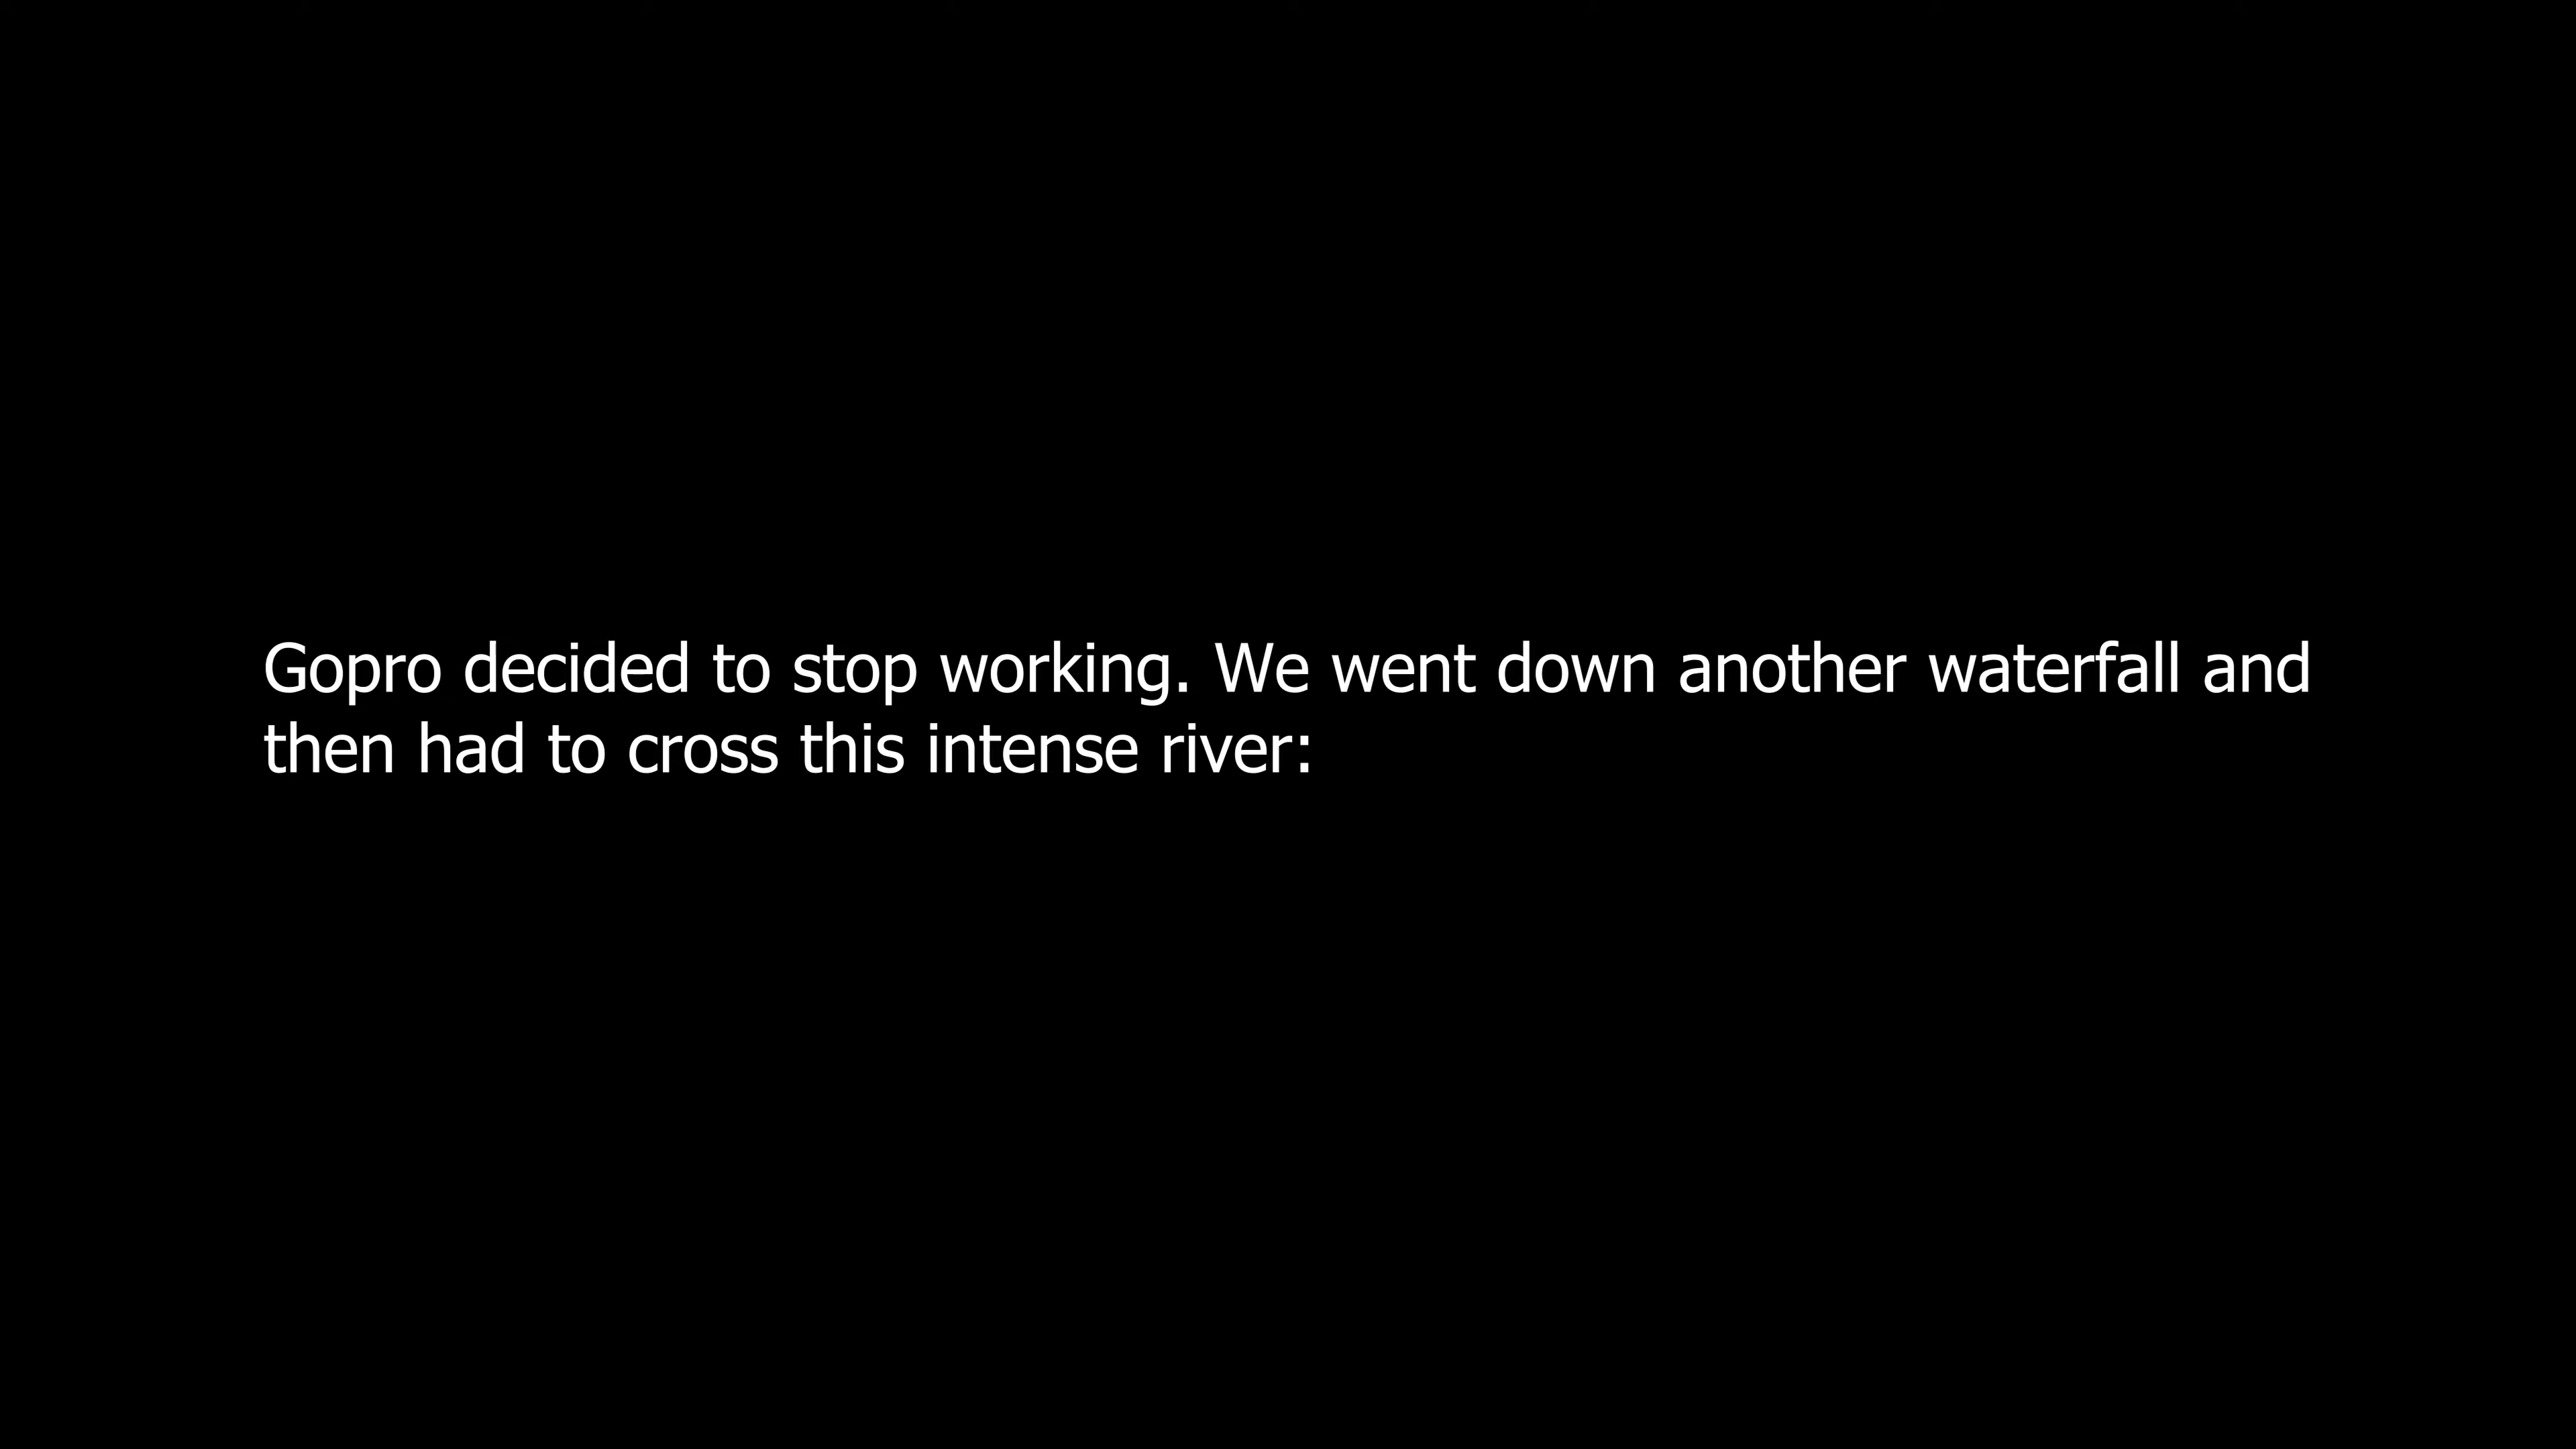 Gopro decided to stop working. We went down another waterfall and
then had to cross this intense river: